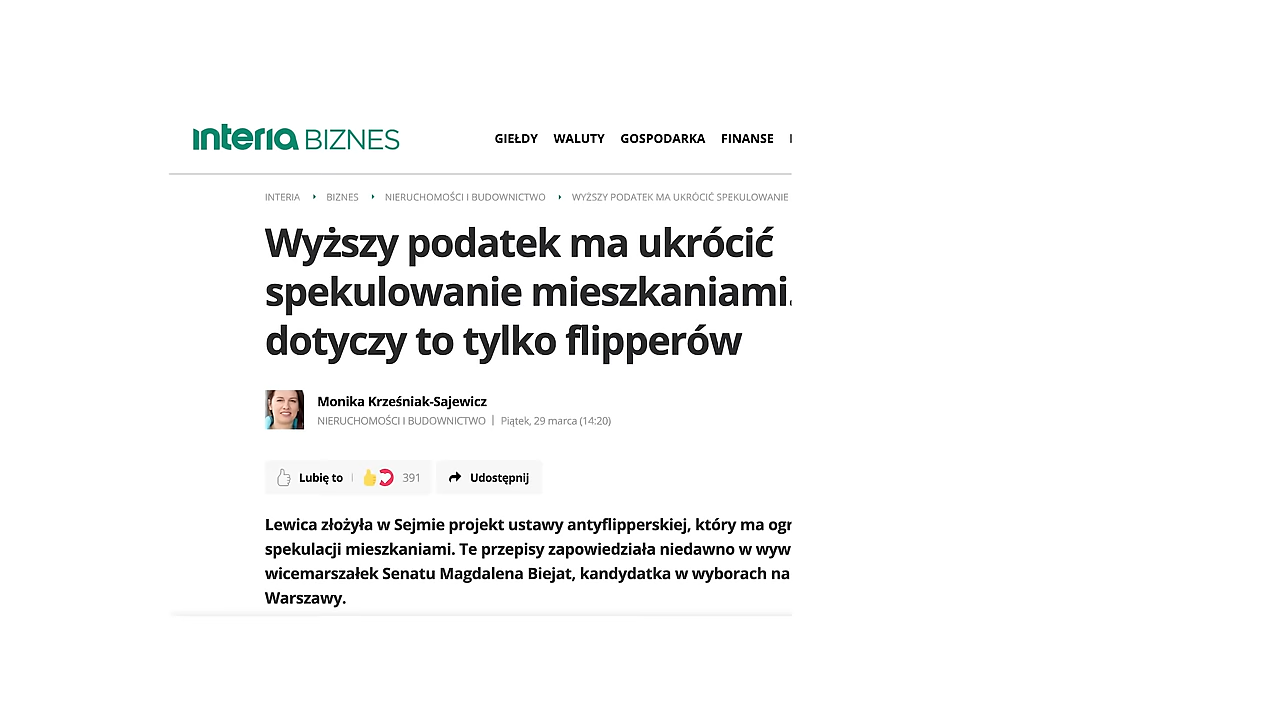 interia BIZNES
GIEŁDY WALUTY GOSPODARKA FINANSE
INTERIA BIZNES NIERUCHOMOŚCI I BUDOWNICTWO WYŻSZY PODATEK MA UKRÓCIĆ SPEKULOWANIE
Wyższy podatek ma ukrócić
spekulowanie mieszkaniami.
dotyczy to tylko flipperów
Monika Krześniak-Sajewicz
NIERUCHOMOŚCI I BUDOWNICTWO | Piątek, 29 marca (14:20)
Lubię to 391 Udostępnij
Lewica złożyła w Sejmie projekt ustawy antyflipperskiej, który ma ogr
spekulacji mieszkaniami. Te przepisy zapowiedziała niedawno w wyw
wicemarszałek Senatu Magdalena Biejat, kandydatka w wyborach na
Warszawy.